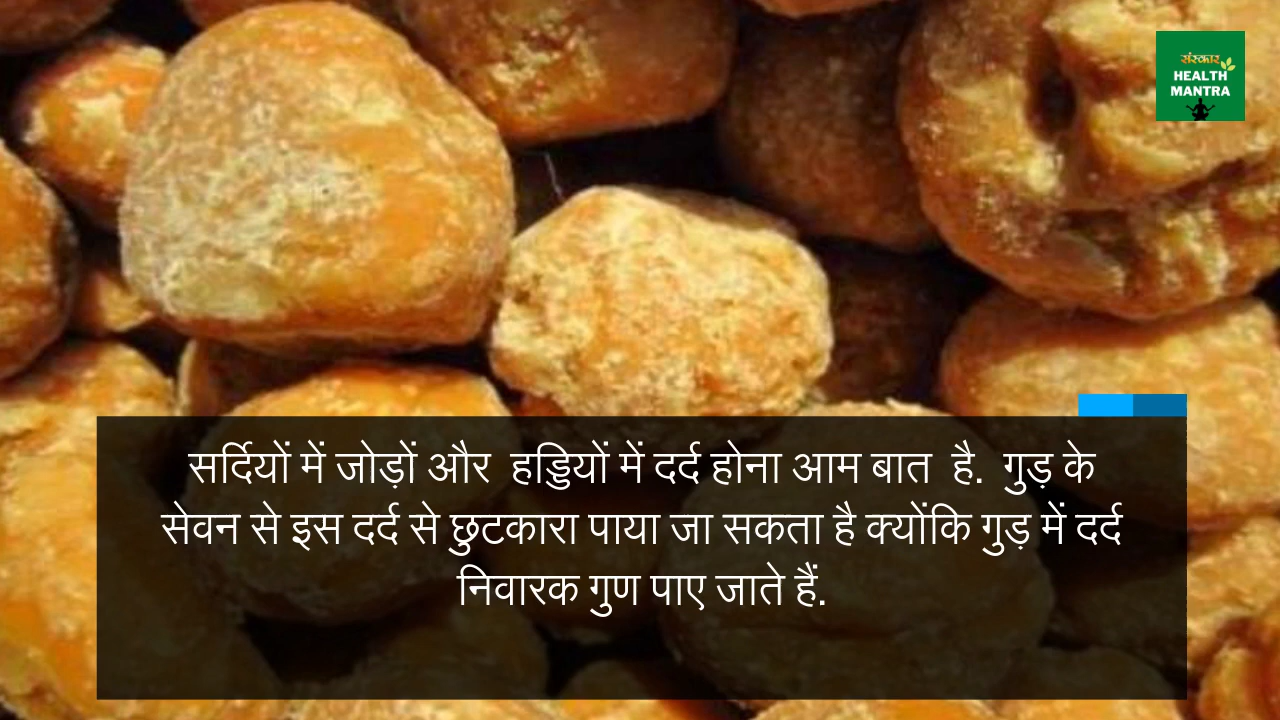 संस्कार
HEALTH
MANTRA
सर्दियों में जोड़ों और हड्डियों में दर्द होना आम बात है. गुड़ के
सेवन से इस दर्द से छुटकारा पाया जा सकता है क्योंकि गुड़ में दर्द
निवारक गुण पाए जाते हैं.